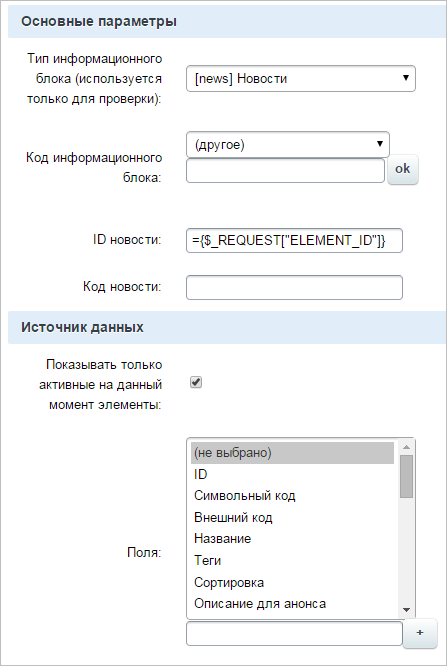 Основные параметры
Тип информационного
блока (используется
только для проверки):
[news] Новости
Код информационного
блока:
(другое)
ok
ID новости:
={$_REQUEST["ELEMENT_ID"]}
Код новости:
Источник данных
Показывать только
активные на данный
момент элементы:
Поля:
(не выбрано)
ID
Символьный код
Внешний код
Название
Теги
Сортировка
Описание для анонса
+